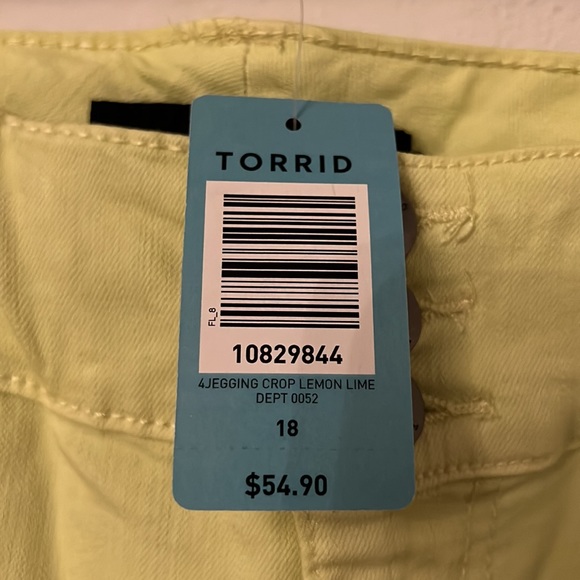 TORRID
FL_8
10829844
4JEGGING CROP LEMON LIME
DEPT 0052
18
$54.90